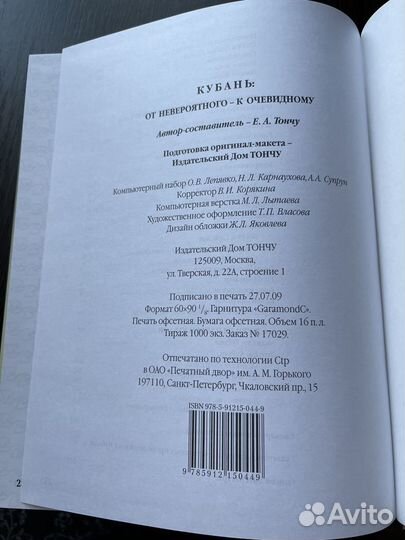 КУБАНЬ:
ОТ НЕВЕРОЯТНОГО – К ОЧЕВИДНОМУ
Автор-составитель – Е. А. Тончу
Подготовка оригинал-макета –
Издательский Дом ТОНЧУ
Компьютерный набор О.В. Лепявко, Н.Л. Карнаухова, А.А. Супрун
Корректор В.И. Корякина
Компьютерная верстка М.Л. Лытаева
Художественное оформление Т.П. Власова
Дизайн обложки Ж.Л. Яковлева
Издательский Дом ТОНЧУ
125009, Москва,
ул. Тверская, д. 22А, строение 1
Подписано в печать 27.07.09
Формат 60×90 1/8. Гарнитура «GaramondC».
Печать офсетная. Бумага офсетная. Объем 16 п.л.
Тираж 1000 экз. Заказ № 17029.
Отпечатано по технологии Ctp
в ОАО «Печатный двор» им. А. М. Горького
197110, Санкт-Петербург, Чкаловский пр., 15
ISBN 978-5-91215-044-9
9 785912 150449
2
Avito